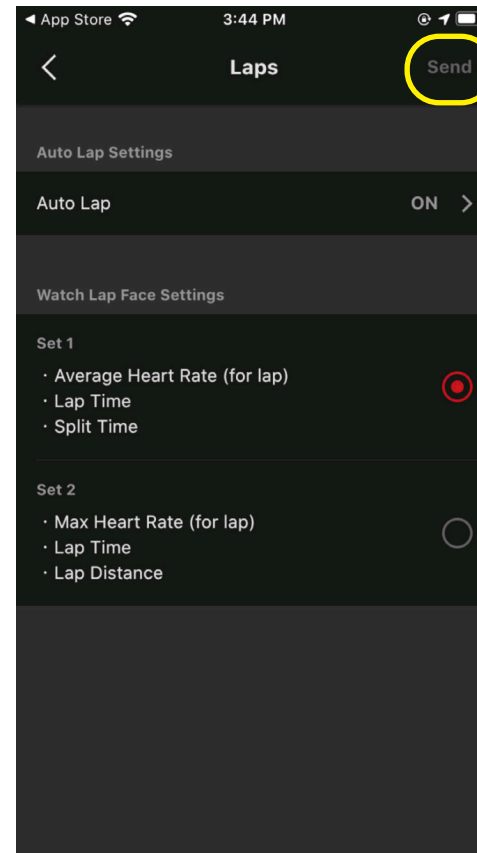 App Store 3:44 PM
Laps Send
Auto Lap Settings
Auto Lap ON
Watch Lap Face Settings
Set 1
· Average Heart Rate (for lap)
· Lap Time
· Split Time
Set 2
· Max Heart Rate (for lap)
· Lap Time
· Lap Distance